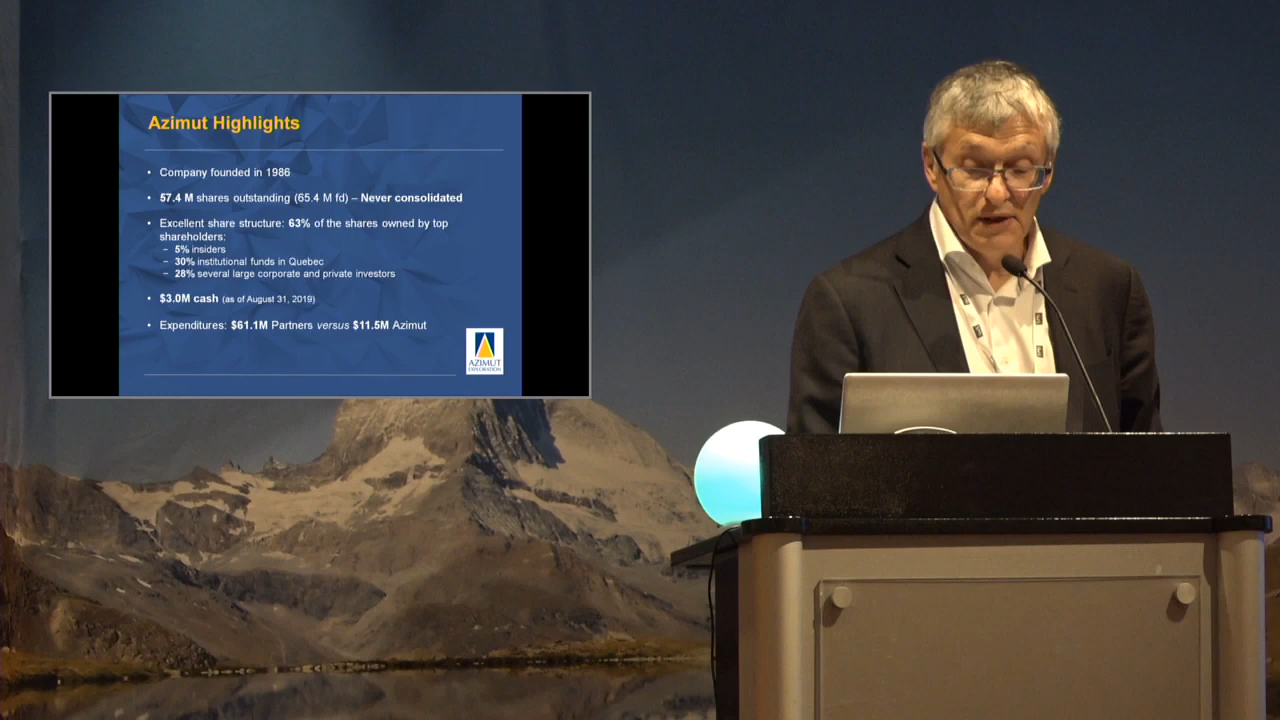 Azimut Highlights
• Company founded in 1986
• 57.4 M shares outstanding (65.4 M fd) – Never consolidated
• Excellent share structure: 63% of the shares owned by top
shareholders:
– 5% insiders
– 30% institutional funds in Quebec
– 28% several large corporate and private investors
• $3.0M cash (as of August 31, 2019)
• Expenditures: $61.1M Partners versus $11.5M Azimut
AZIMUT
EXPLORATION